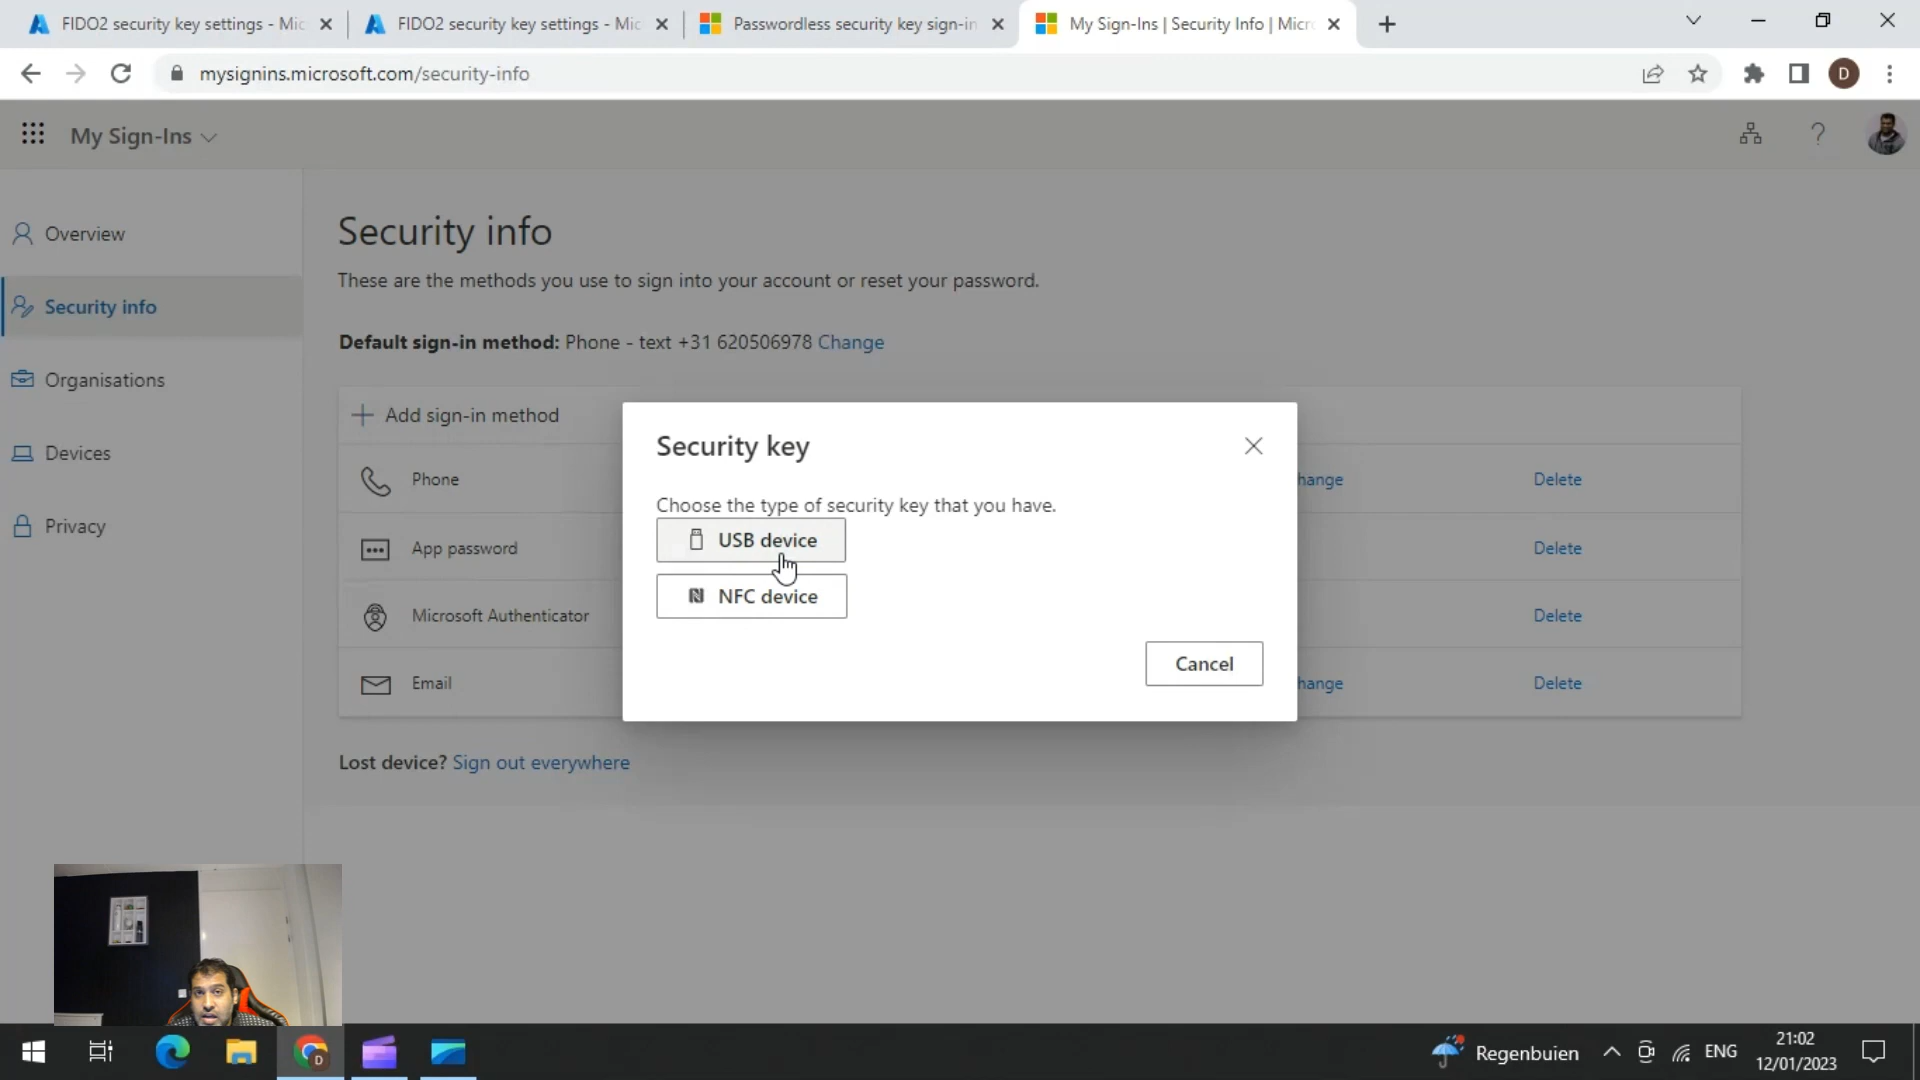 FIDO2 security key settings - Mic
FIDO2 security key settings - Mic
Passwordless security key sign-in
My Sign-Ins | Security Info | Micro
mysignins.microsoft.com/security-info
D
My Sign-Ins
Overview
Security info
Organisations
Devices
Privacy
Security info
These are the methods you use to sign into your account or reset your password.
Default sign-in method: Phone - text +31 620506978 Change
Add sign-in method
Phone
hange
Delete
App password
Delete
Microsoft Authenticator
Delete
Email
hange
Delete
Lost device? Sign out everywhere
Security key
Choose the type of security key that you have.
USB device
NFC device
Cancel
D
Regenbuien
ENG
21:02
12/01/2023